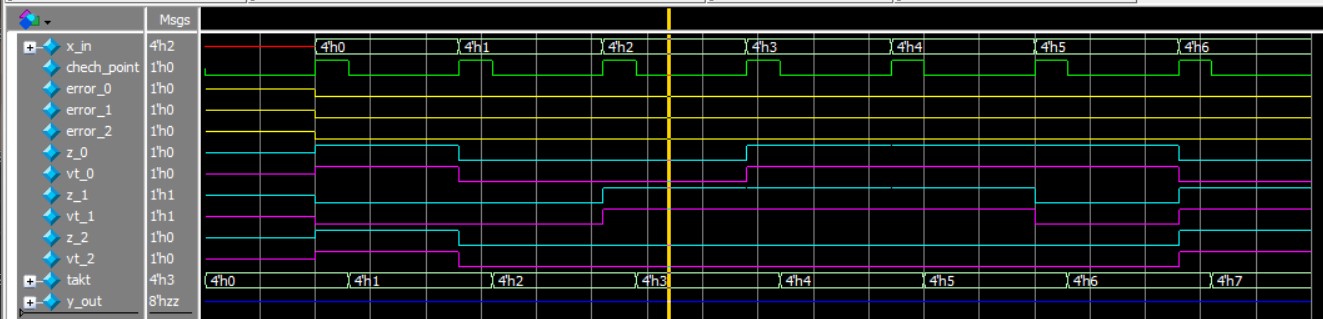 Msgs
x_in 4'h2 4'h0 4'h1 4'h2 4'h3 4'h4 4'h5 4'h6
chech_point 1'h0
error_0 1'h0
error_1 1'h0
error_2 1'h0
z_0 1'h0
vt_0 1'h0
z_1 1'h1
vt_1 1'h1
z_2 1'h0
vt_2 1'h0
takt 4'h3 4'h0 4'h1 4'h2 4'h3 4'h4 4'h5 4'h6 4'h7
y_out 8'hzz